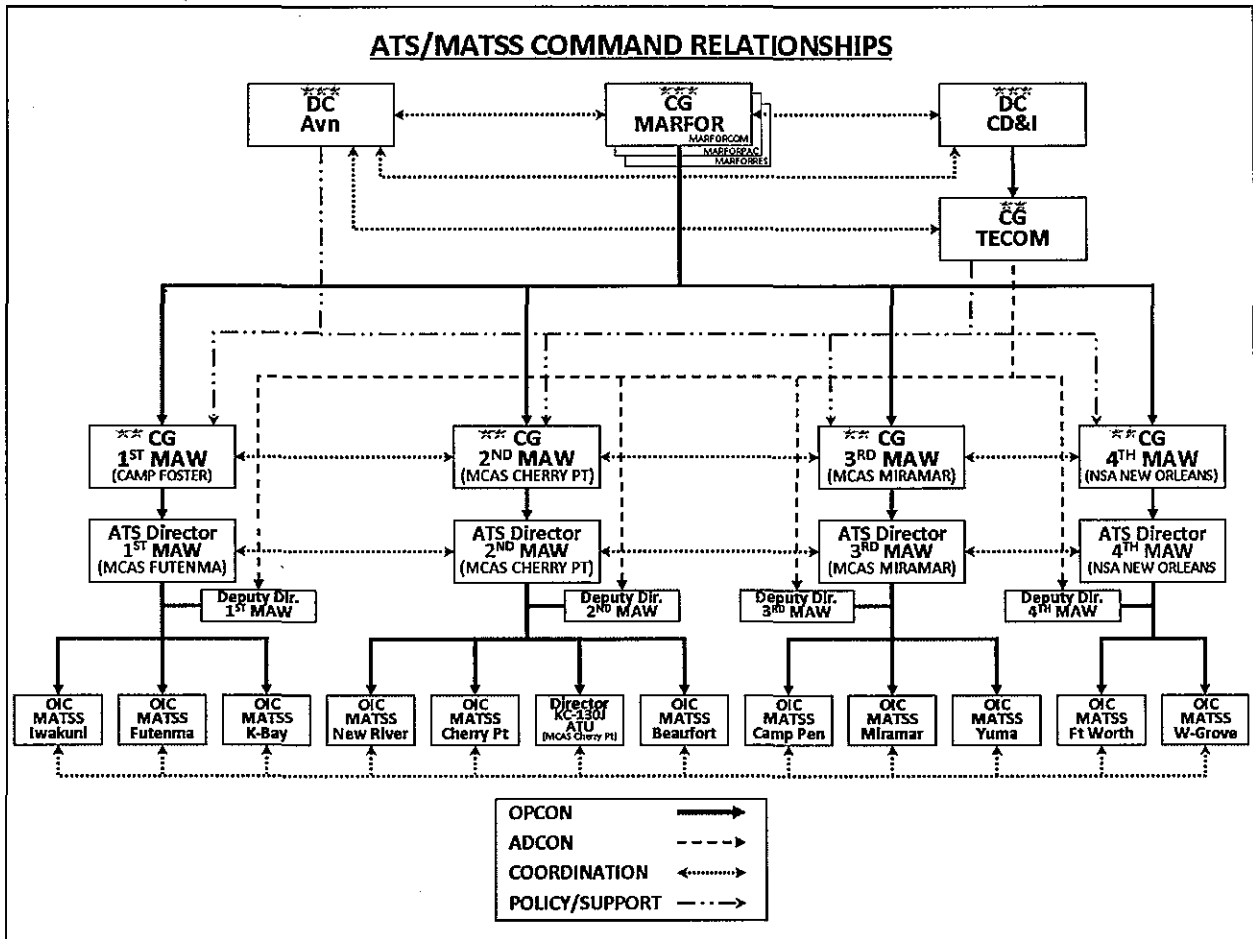 ATS/MATSS COMMAND RELATIONSHIPS
DC
Avn
CG
MARFOR
MARFORCOM
MARFORPAC
MARFORRES
DC
CD&I
CG
TECOM
CG
1ST MAW
(CAMP FOSTER)
CG
2ND MAW
(MCAS CHERRY PT)
CG
3RD MAW
(MCAS MIRAMAR)
CG
4TH MAW
(NSA NEW ORLEANS)
ATS Director
1ST MAW
(MCAS FUTENMA)
ATS Director
2ND MAW
(MCAS CHERRY PT)
ATS Director
3RD MAW
(MCAS MIRAMAR)
ATS Director
4TH MAW
(NSA NEW ORLEANS
Deputy Dir.
1ST MAW
Deputy Dir.
2ND MAW
Deputy Dir.
3RD MAW
Deputy Dir.
4TH MAW
OIC
MATSS
Iwakuni
OIC
MATSS
Futenma
OIC
MATSS
K-Bay
OIC
MATSS
New River
OIC
MATSS
Cherry Pt
Director
KC-130J
ATU
(MCAS Cherry Pt)
OIC
MATSS
Beaufort
OIC
MATSS
Camp Pen
OIC
MATSS
Miramar
OIC
MATSS
Yuma
OIC
MATSS
Ft Worth
OIC
MATSS
W-Grove
OPCON
ADCON
COORDINATION
POLICY/SUPPORT